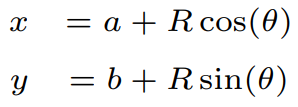 x = a + R cos(θ)
y = b + R sin(θ)